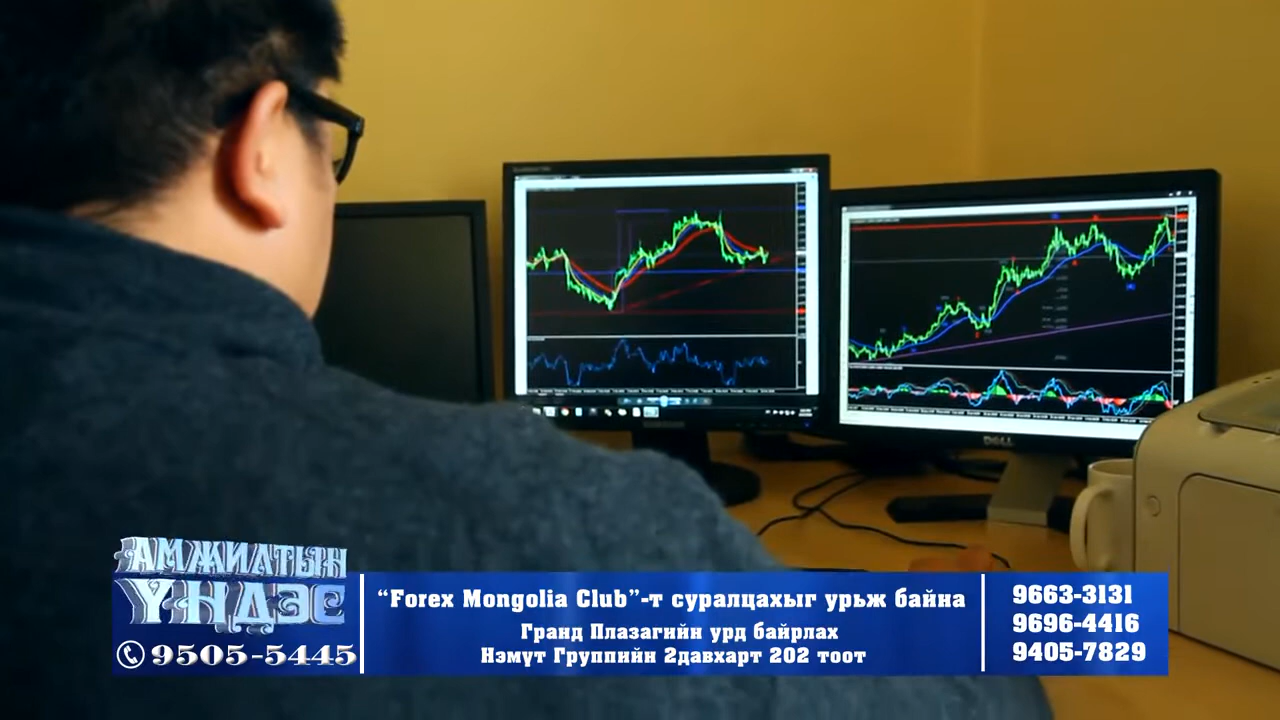 АМЖИЛТЫН
ҮНДЭС
9505-5445
“Forex Mongolia Club”-т суралцахыг урьж байна
Гранд Плазагийн урд байрлах
Нэмүт Группийн 2давхарт 202 тоот
9663-3131
9696-4416
9405-7829
DELL